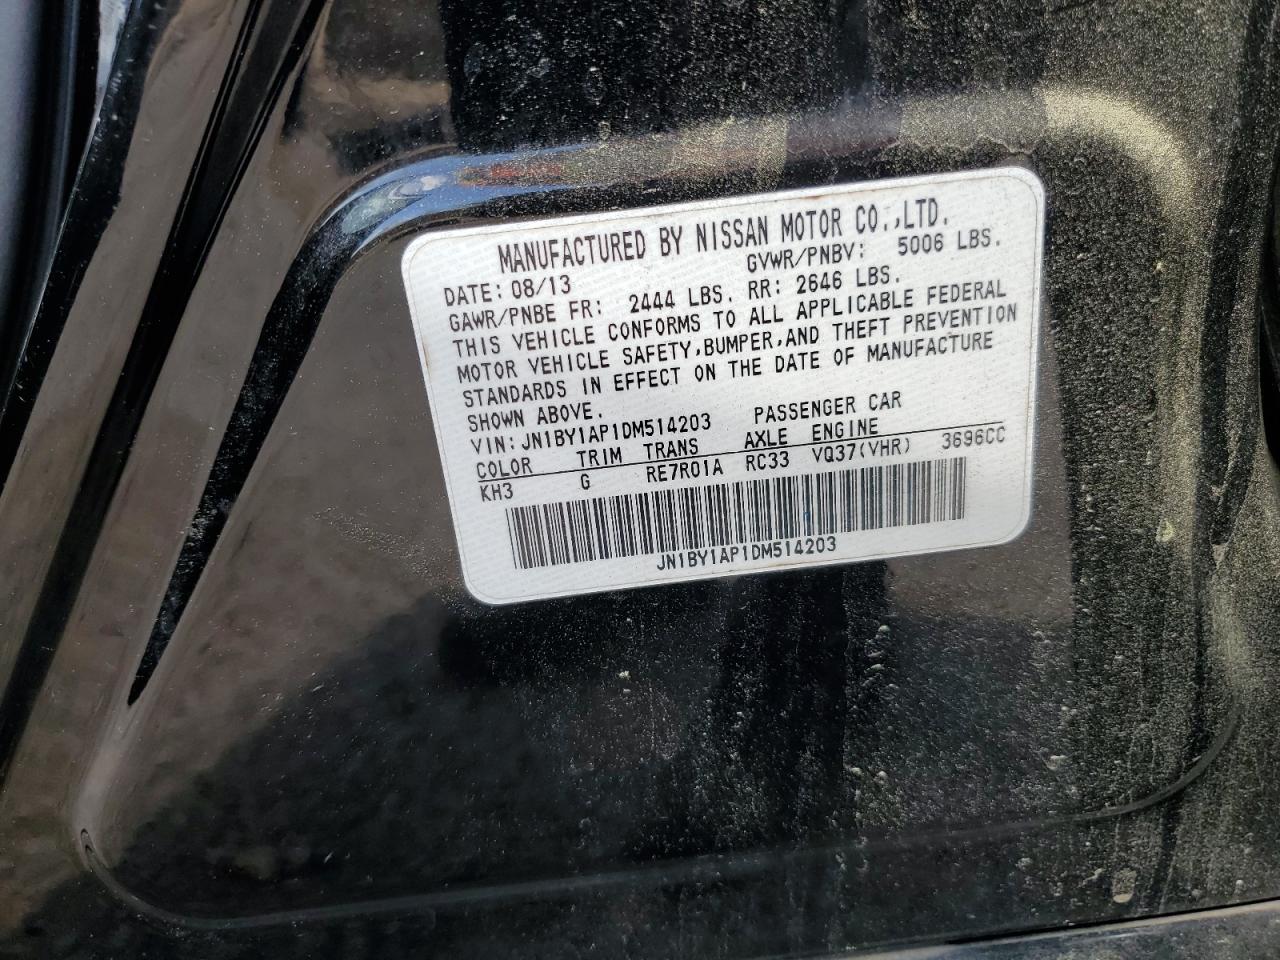 MANUFACTURED BY NISSAN MOTOR CO.,LTD.
DATE: 08/13 GVWR/PNBV: 5006 LBS.
GAWR/PNBE FR: 2444 LBS. RR: 2646 LBS.
THIS VEHICLE CONFORMS TO ALL APPLICABLE FEDERAL
MOTOR VEHICLE SAFETY,BUMPER,AND THEFT PREVENTION
STANDARDS IN EFFECT ON THE DATE OF MANUFACTURE
SHOWN ABOVE.
VIN: JN1BY1AP1DM514203 PASSENGER CAR
COLOR TRIM TRANS AXLE ENGINE
KH3 G RE7R01A RC33 VQ37(VHR) 3696CC
JN1BY1AP1DM514203